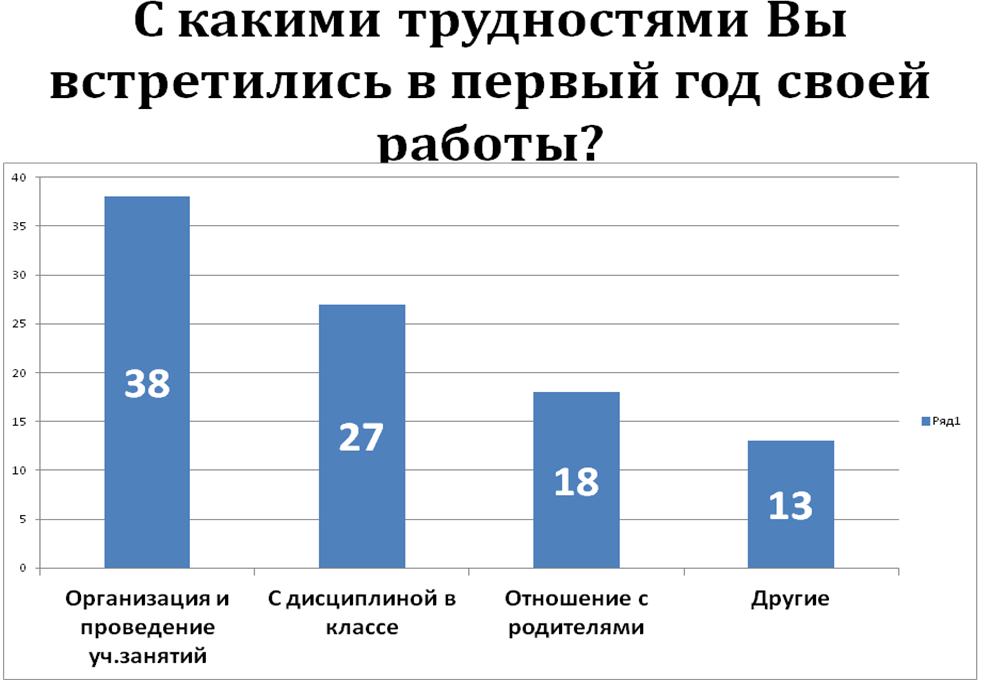 С какими трудностями Вы
встретились в первый год своей
работы?
40
35
30
25
20
15
10
5
0
38
27
18
13
Ряд1
Организация и
проведение
уч.занятий
С дисциплиной в
классе
Отношение с
родителями
Другие